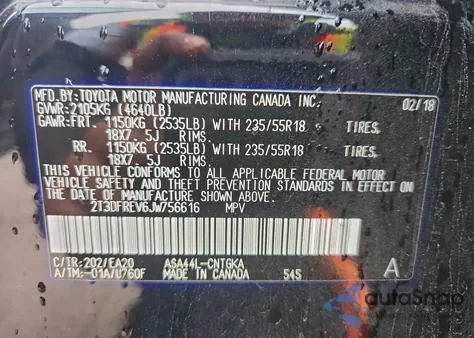 MFD. BY: TOYOTA MOTOR MANUFACTURING CANADA INC. 02/18
GVWR: 2105KG (4640LB)
GAWR: FRT. 1150KG (2535LB) WITH 235/55R18 TIRES,
18X7. 5J RIMS.
RR. 1150KG (2535LB) WITH 235/55R18 TIRES,
18X7. 5J RIMS.
THIS VEHICLE CONFORMS TO ALL APPLICABLE FEDERAL MOTOR
VEHICLE SAFETY AND THEFT PREVENTION STANDARDS IN EFFECT
ON THE DATE OF MANUFACTURE SHOWN ABOVE.
2T3DFREV6JW756616 MPV
C/TR: 202/EA20 ASA44L-CNTGKA
A/TM: -01A/U760F MADE IN CANADA 545 A
autoSnap